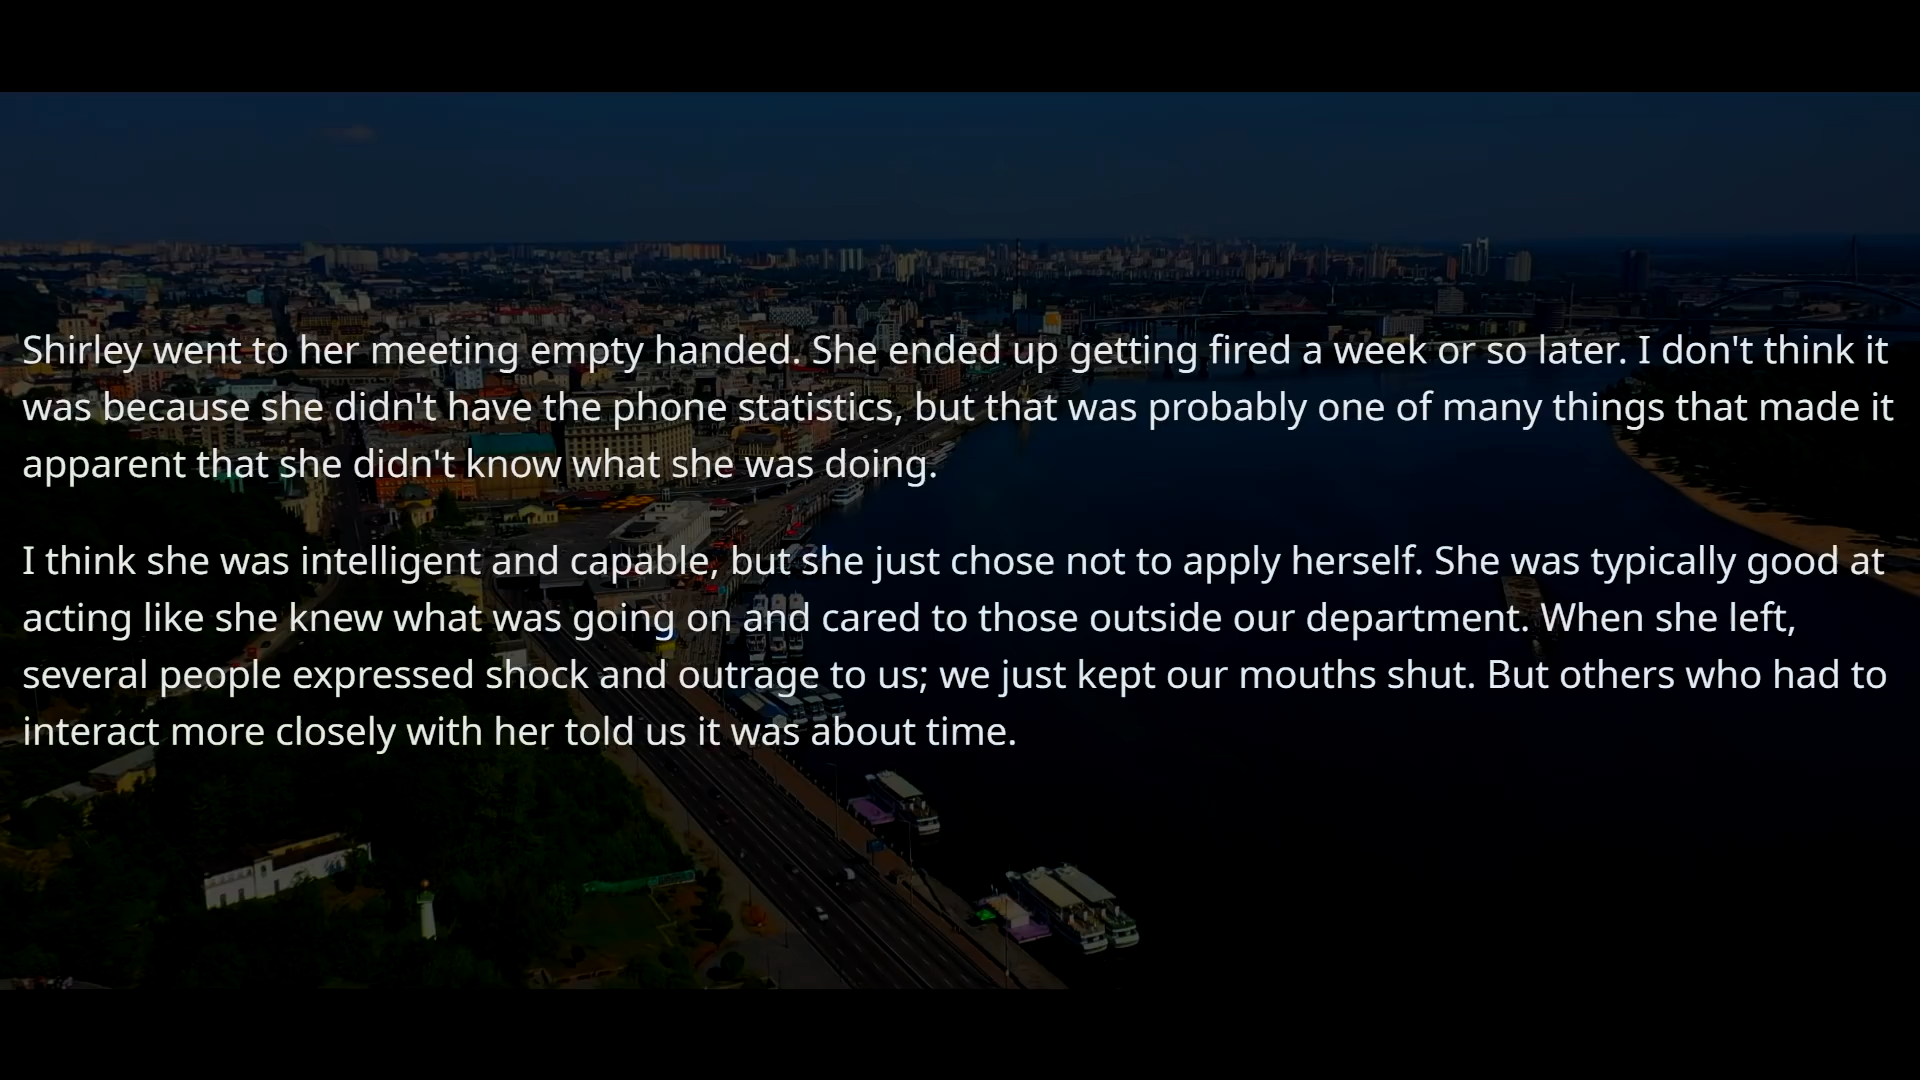 Shirley went to her meeting empty handed. She ended up getting fired a week or so later. I don't think it
was because she didn't have the phone statistics, but that was probably one of many things that made it
apparent that she didn't know what she was doing.
I think she was intelligent and capable, but she just chose not to apply herself. She was typically good at
acting like she knew what was going on and cared to those outside our department. When she left,
several people expressed shock and outrage to us; we just kept our mouths shut. But others who had to
interact more closely with her told us it was about time.